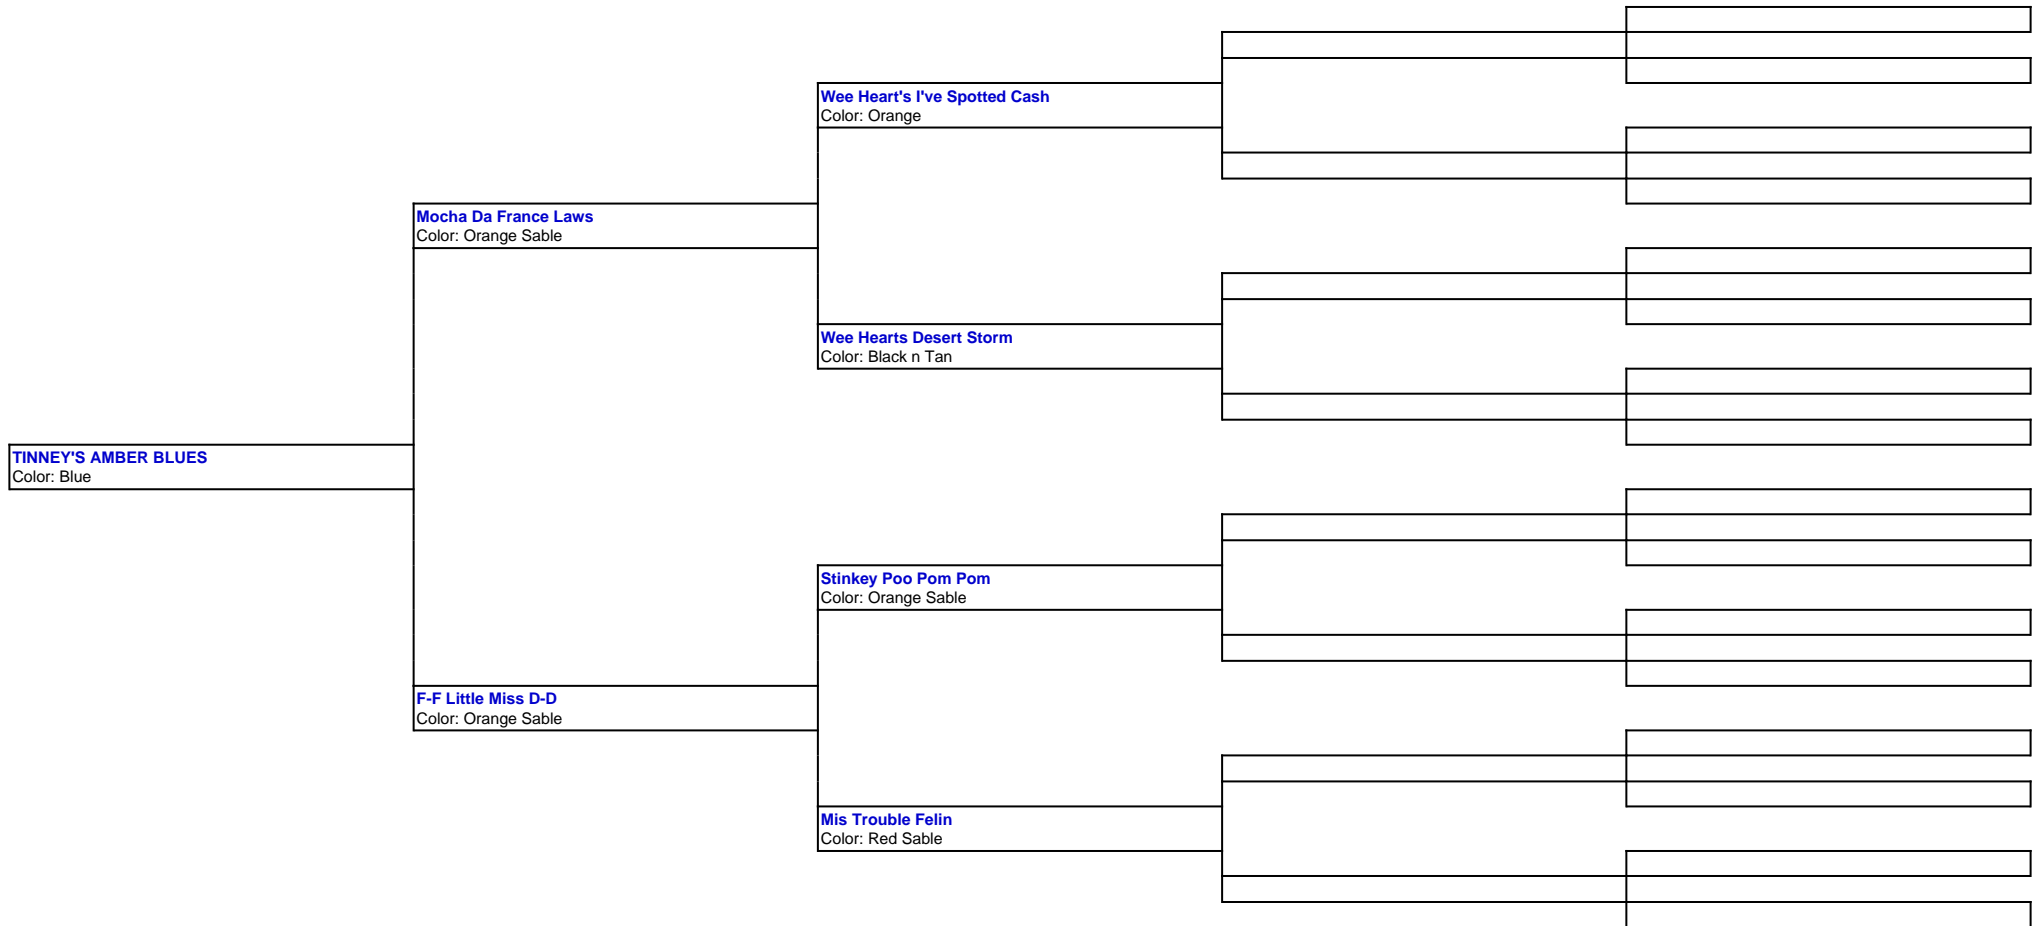 Wee Heart's I've Spotted Cash
Color: Orange
Mocha Da France Laws
Color: Orange Sable
Wee Hearts Desert Storm
Color: Black n Tan
TINNEY'S AMBER BLUES
Color: Blue
Stinkey Poo Pom Pom
Color: Orange Sable
F-F Little Miss D-D
Color: Orange Sable
Mis Trouble Felin
Color: Red Sable